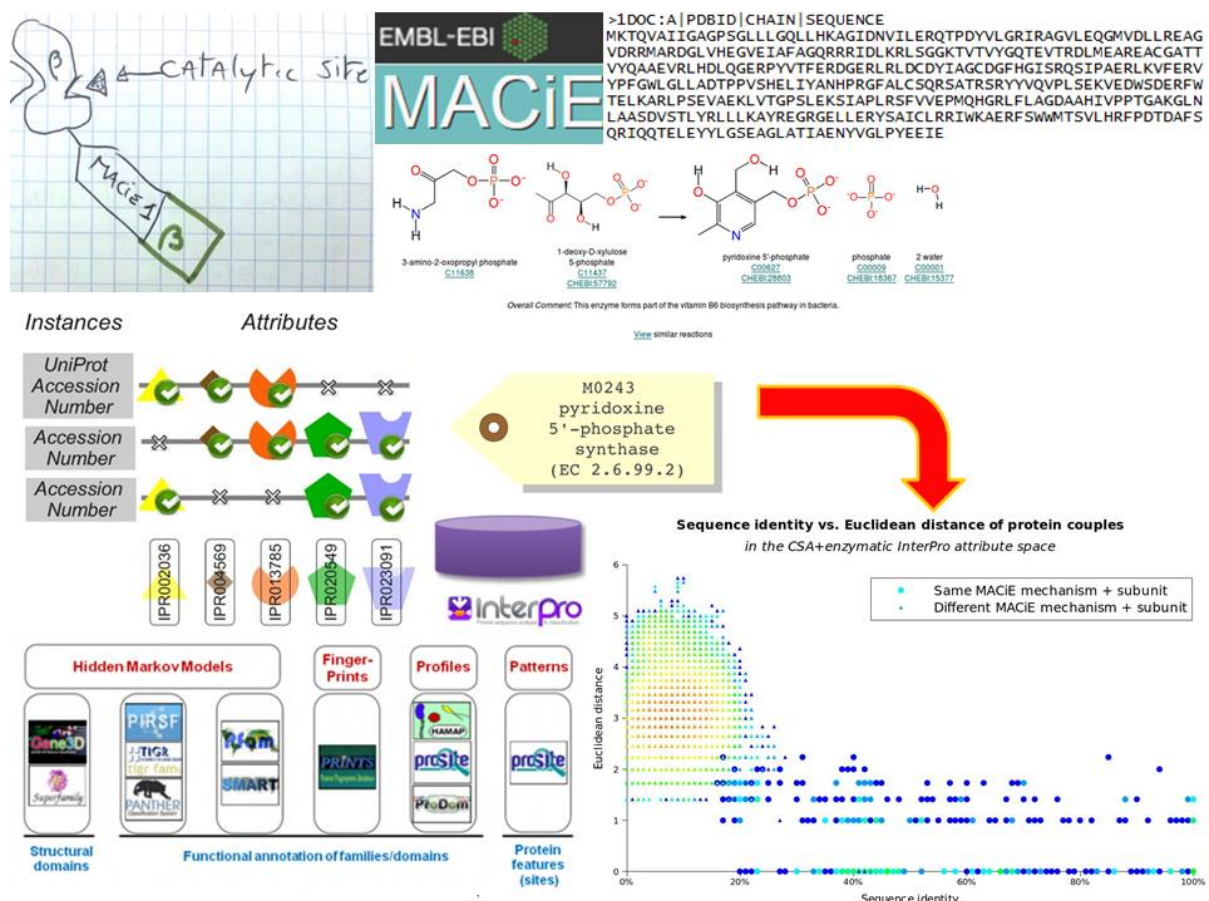 β
CATAlytic site
MACiE 1
β
EMBL-EBI
MACiE
>1DOC:A|PDBID|CHAIN|SEQUENCE
MKTQVAIIGAGPSGLLLGQLLHKAGIDNVILERQTPDYVLGRIRAGVLEQGMVDLLREAG
VDRRMARDGLVHEGVEIAFAGQRRRIDLKRLSGGKTVTVYGQTEVTRDLMEAREACGATT
VYQAAEVRLHDLQGERPYVTFERDGERLRLDCDYIAGCDGFHGISRQSIPAERLKVFERV
YPFGWLGLLADTPPVSHELIYANHPRGFALCSQRSATRSRYYVQVPLSEKVEDWSDERFW
TELKARLPSEVAEKLVTGPSLEKSIAPLRSFVVEPMQHGRLFLAGDAAHIVPPTGAKGLN
LAASDVSTLYRLLLKAYREGRGELLERYSAICLRRIWKAERFSWWMTSVLHRFPDTDAFS
QRIQQTELEYYLGSEAGLATIAENYVGLPYEEIE
3-amino-2-oxopropyl phosphate
C11638
1-deoxy-D-xylulose
5-phosphate
C11437
CHEBI:57792
pyridoxine 5'-phosphate
C00627
CHEBI:28803
phosphate
C00009
CHEBI:18367
2 water
C00001
CHEBI:15377
Overall Comment: This enzyme forms part of the vitamin B6 biosynthesis pathway in bacteria.
View similar reactions
Instances
Attributes
UniProt
Accession
Number
Accession
Number
Accession
Number
IPR002036
IPR004569
IPR013785
IPR020549
IPR023091
M0243
pyridoxine
5'-phosphate
synthase
(EC 2.6.99.2)
InterPro
Hidden Markov Models
Finger-
Prints
Profiles
Patterns
Gene3D
Superfamily
PIRSF
TIGR
tigr fams
PANTHER
Pfam
SMART
PRINTS
HAMAP
proSite
ProDom
proSite
Structural
domains
Functional annotation of families/domains
Protein
features
(sites)
Sequence identity vs. Euclidean distance of protein couples
in the CSA+enzymatic InterPro attribute space
Same MACiE mechanism + subunit
Different MACiE mechanism + subunit
Euclidean distance
6
5
4
3
2
1
0
0%
20%
40%
60%
80%
100%
Sequence identity